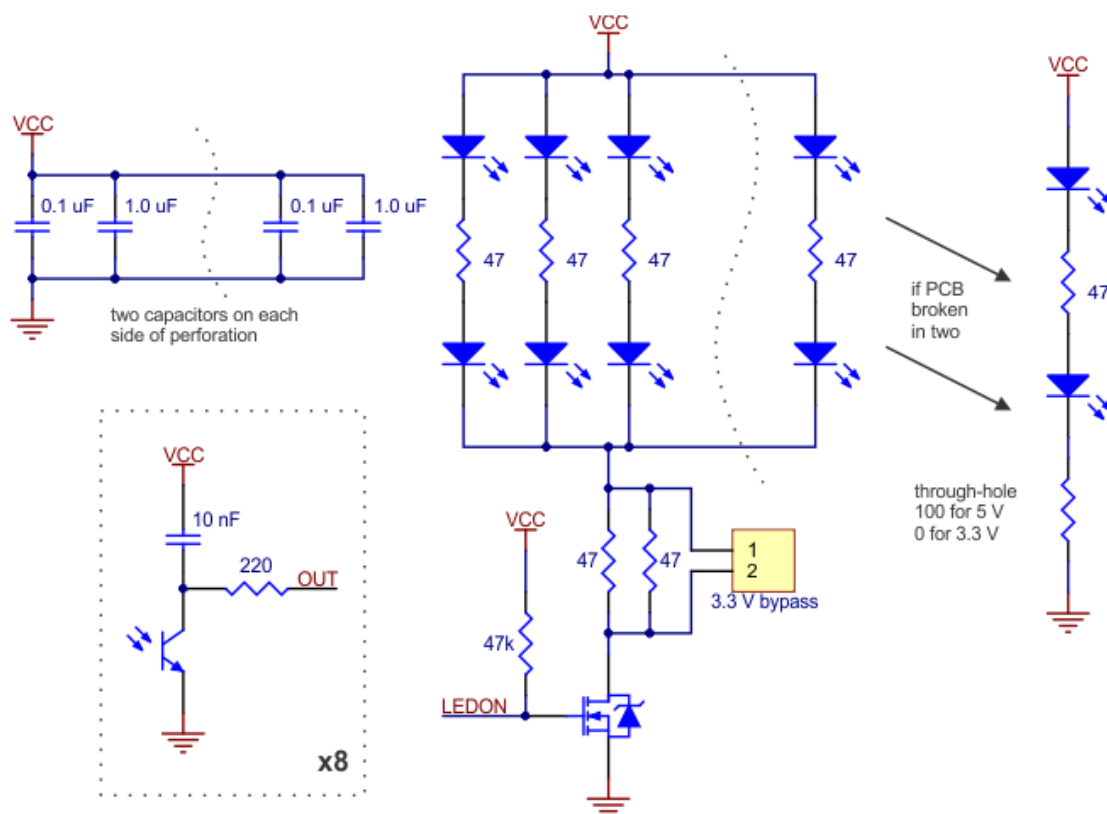 VCC
0.1 uF
1.0 uF
0.1 uF
1.0 uF
two capacitors on each
side of perforation
VCC
47
47
47
47
VCC
47
if PCB
broken
in two
through-hole
100 for 5 V
0 for 3.3 V
VCC
10 nF
220
OUT
x8
VCC
47k
LEDON
47
47
1
2
3.3 V bypass